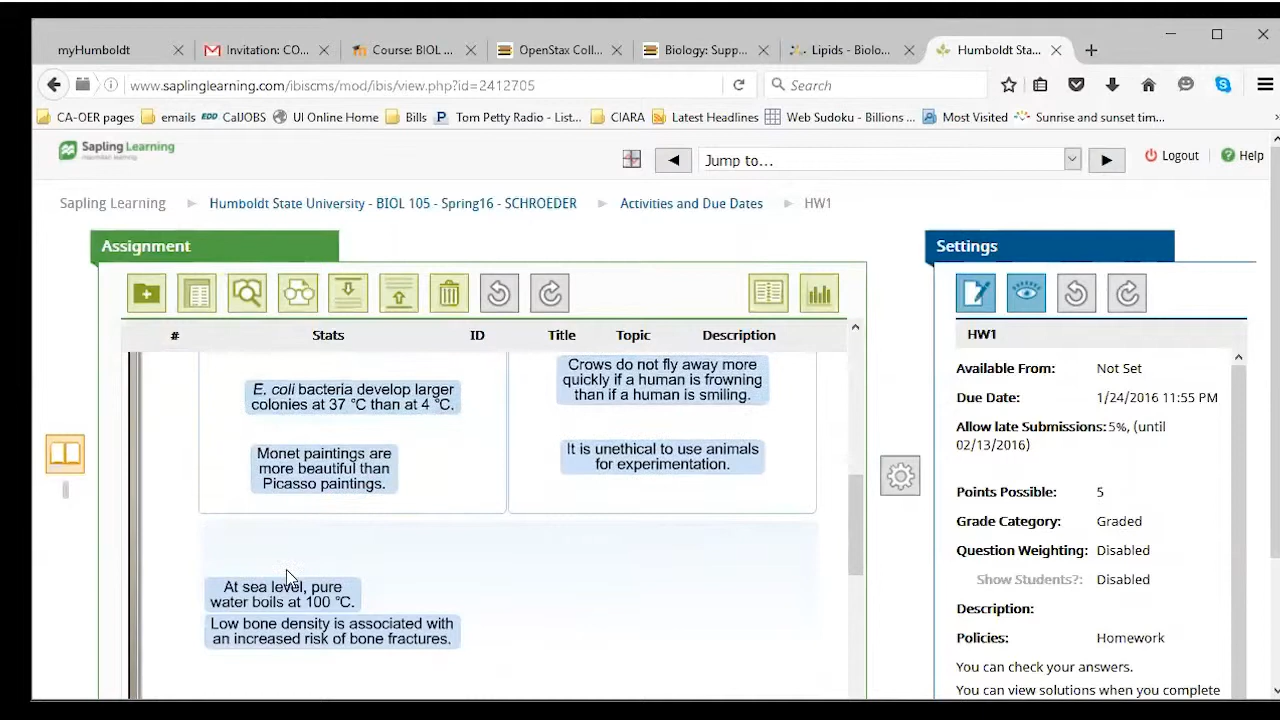 myHumboldt
Invitation: CO...
Course: BIOL ...
OpenStax Coll...
Biology: Supp...
Lipids - Biolo...
Humboldt Sta...
www.saplinglearning.com/ibiscms/mod/ibis/view.php?id=2412705
Search
CA-OER pages
emails
EDD CalJOBS
UI Online Home
Bills
P Tom Petty Radio - List...
CIARA
Latest Headlines
Web Sudoku - Billions ...
Most Visited
Sunrise and sunset tim...
Sapling Learning
macmillan learning
Jump to...
Logout
Help
Sapling Learning
Humboldt State University - BIOL 105 - Spring16 - SCHROEDER
Activities and Due Dates
HW1
Assignment
# Stats ID Title Topic Description
E. coli bacteria develop larger
colonies at 37 °C than at 4 °C.
Monet paintings are
more beautiful than
Picasso paintings.
Crows do not fly away more
quickly if a human is frowning
than if a human is smiling.
It is unethical to use animals
for experimentation.
At sea level, pure
water boils at 100 °C.
Low bone density is associated with
an increased risk of bone fractures.
Settings
HW1
Available From: Not Set
Due Date: 1/24/2016 11:55 PM
Allow late Submissions: 5%, (until
02/13/2016)
Points Possible: 5
Grade Category: Graded
Question Weighting: Disabled
Show Students?: Disabled
Description:
Policies: Homework
You can check your answers.
You can view solutions when you complete